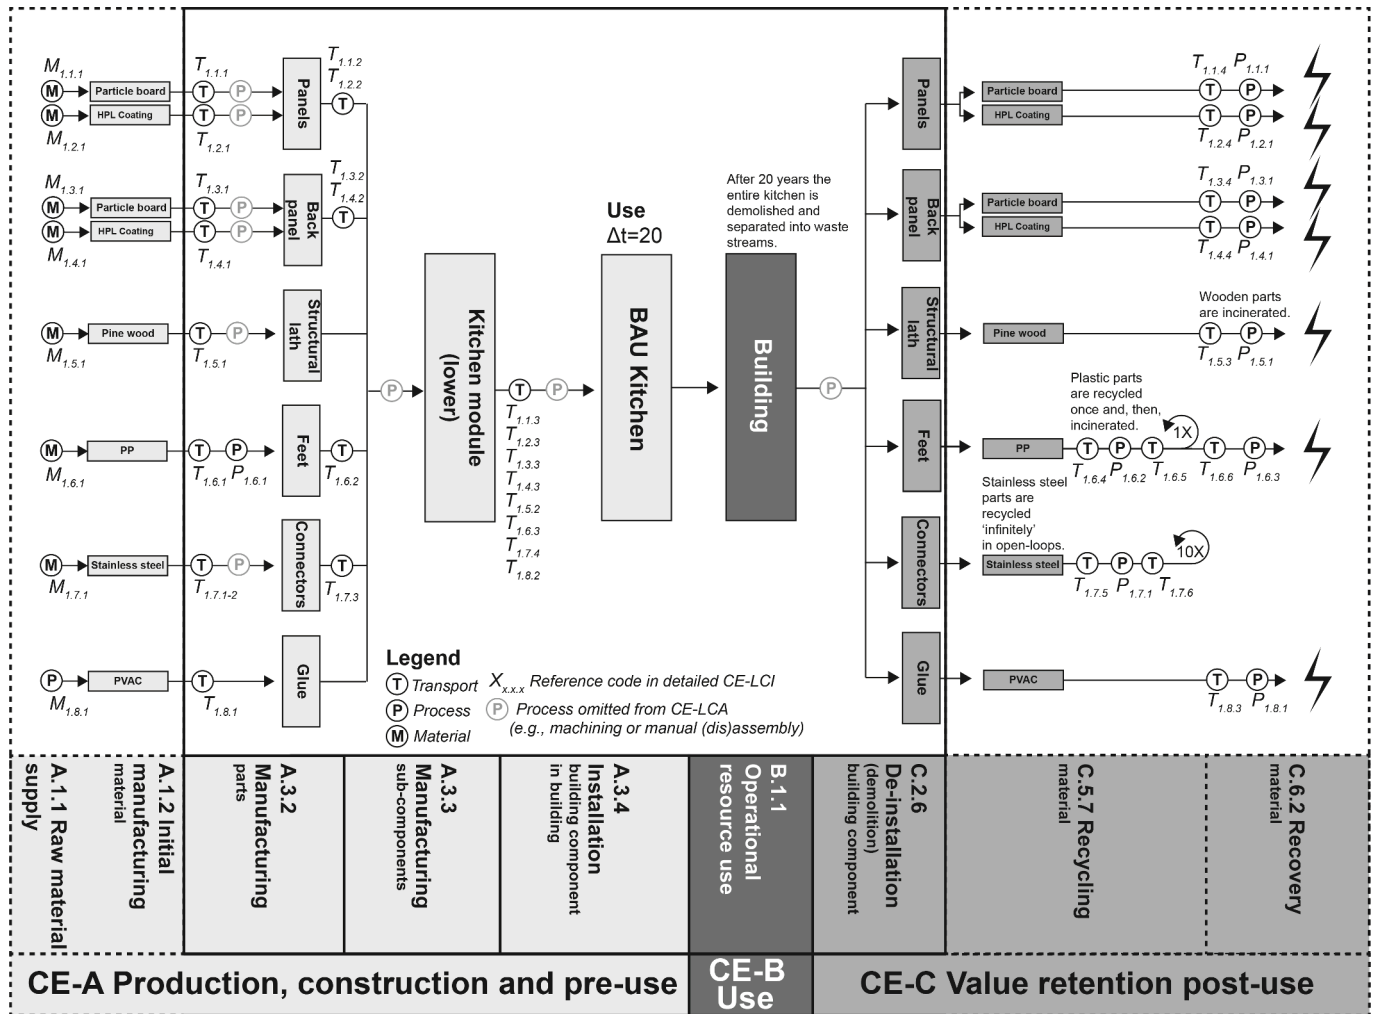 M1.1.1
M
Particle board
T1.1.1
T
P
M
HPL Coating
T
P
M1.2.1
T1.2.1
Panels
T1.1.2
T1.2.2
T
M1.3.1
M
Particle board
T1.3.1
T
P
M
HPL Coating
T
P
M1.4.1
T1.4.1
Back
panel
T1.3.2
T1.4.2
T
M
Pine wood
T
P
M1.5.1
T1.5.1
Structural
lath
M
PP
T
P
M1.6.1
T1.6.1
P1.6.1
Feet
T
T1.6.2
M
Stainless steel
T
P
M1.7.1
T1.7.1-2
Connectors
T
T1.7.3
P
PVAC
T
M1.8.1
T1.8.1
Glue
P
Kitchen module
(lower)
T
P
T1.1.3
T1.2.3
T1.3.3
T1.4.3
T1.5.2
T1.6.3
T1.7.4
T1.8.2
Use
Δt=20
BAU Kitchen
After 20 years the
entire kitchen is
demolished and
separated into waste
streams.
Building
P
Panels
Particle board
T1.1.4 P1.1.1
T
P
HPL Coating
T
P
T1.2.4 P1.2.1
Back
panel
Particle board
T1.3.4 P1.3.1
T
P
HPL Coating
T
P
T1.4.4 P1.4.1
Structural
lath
Pine wood
Wooden parts
are incinerated.
T
P
T1.5.3 P1.5.1
Feet
PP
Plastic parts
are recycled
once and, then,
incinerated.
1X
T
P
T
T
P
T1.6.4 P1.6.2 T1.6.5 T1.6.6 P1.6.3
Connectors
Stainless steel
Stainless steel
parts are
recycled
‘infinitely’
in open-loops.
10X
T
P
T
T1.7.5 P1.7.1 T1.7.6
Glue
PVAC
T
P
T1.8.3 P1.8.1
Legend
T Transport
P Process
M Material
Xx.x.x Reference code in detailed CE-LCI
P Process omitted from CE-LCA
(e.g., machining or manual (dis)assembly)
A.1.1 Raw material
supply
A.1.2 Initial
manufacturing
material
A.3.2
Manufacturing
parts
A.3.3
Manufacturing
sub-components
A.3.4
Installation
building component
in building
B.1.1
Operational
resource use
C.2.6
De-installation
(demolition)
building component
C.5.7 Recycling
material
C.6.2 Recovery
material
CE-A Production, construction and pre-use
CE-B
Use
CE-C Value retention post-use